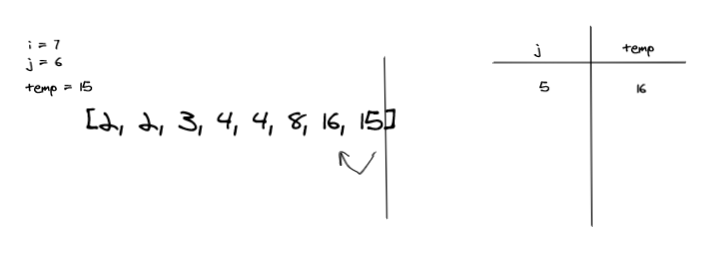 i = 7
j = 6
temp = 15
[2, 2, 3, 4, 4, 8, 16, 15]
j temp
5 16